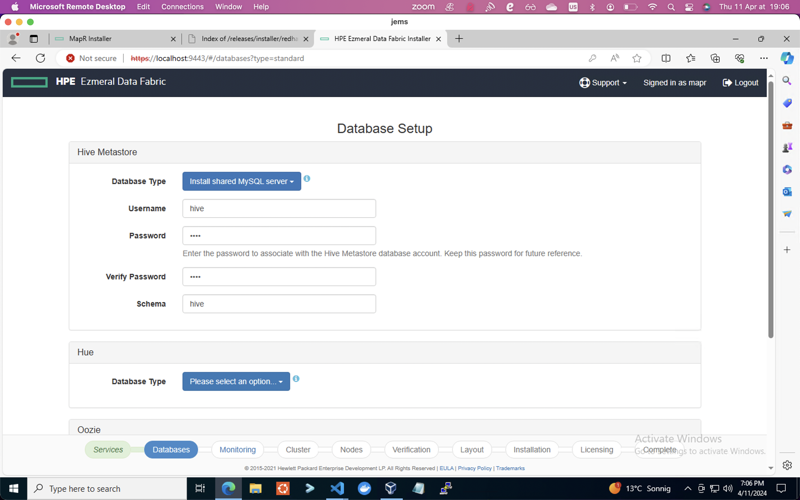 Microsoft Remote Desktop Edit Connections Window Help zoom US Thu 11 Apr at 19:06
jems
MapR Installer Index of /releases/installer/redha HPE Ezmeral Data Fabric Installer
Not secure https://localhost:9443/#/databases?type=standard
HPE Ezmeral Data Fabric Support Signed in as mapr Logout
Database Setup
Hive Metastore
Database Type Install shared MySQL server
Username hive
Password ••••
Enter the password to associate with the Hive Metastore database account. Keep this password for future reference.
Verify Password ••••
Schema hive
Hue
Database Type Please select an option...
Oozie
Services Databases Monitoring Cluster Nodes Verification Layout Installation Licensing Complete
Activate Windows
Go to Settings to activate Windows.
© 2015-2021 Hewlett Packard Enterprise Development LP All Rights Reserved | EULA | Privacy Policy | Trademarks
Type here to search 13°C Sonnig 7:06 PM
4/11/2024